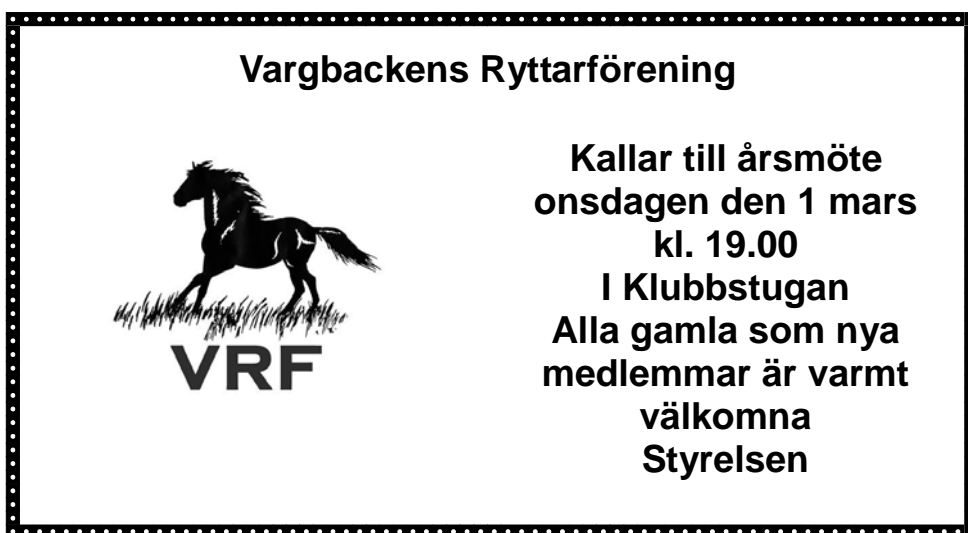 Vargbackens Ryttarförening
VRF
Kallar till årsmöte
onsdagen den 1 mars
kl. 19.00
I Klubbstugan
Alla gamla som nya
medlemmar är varmt
välkomna
Styrelsen